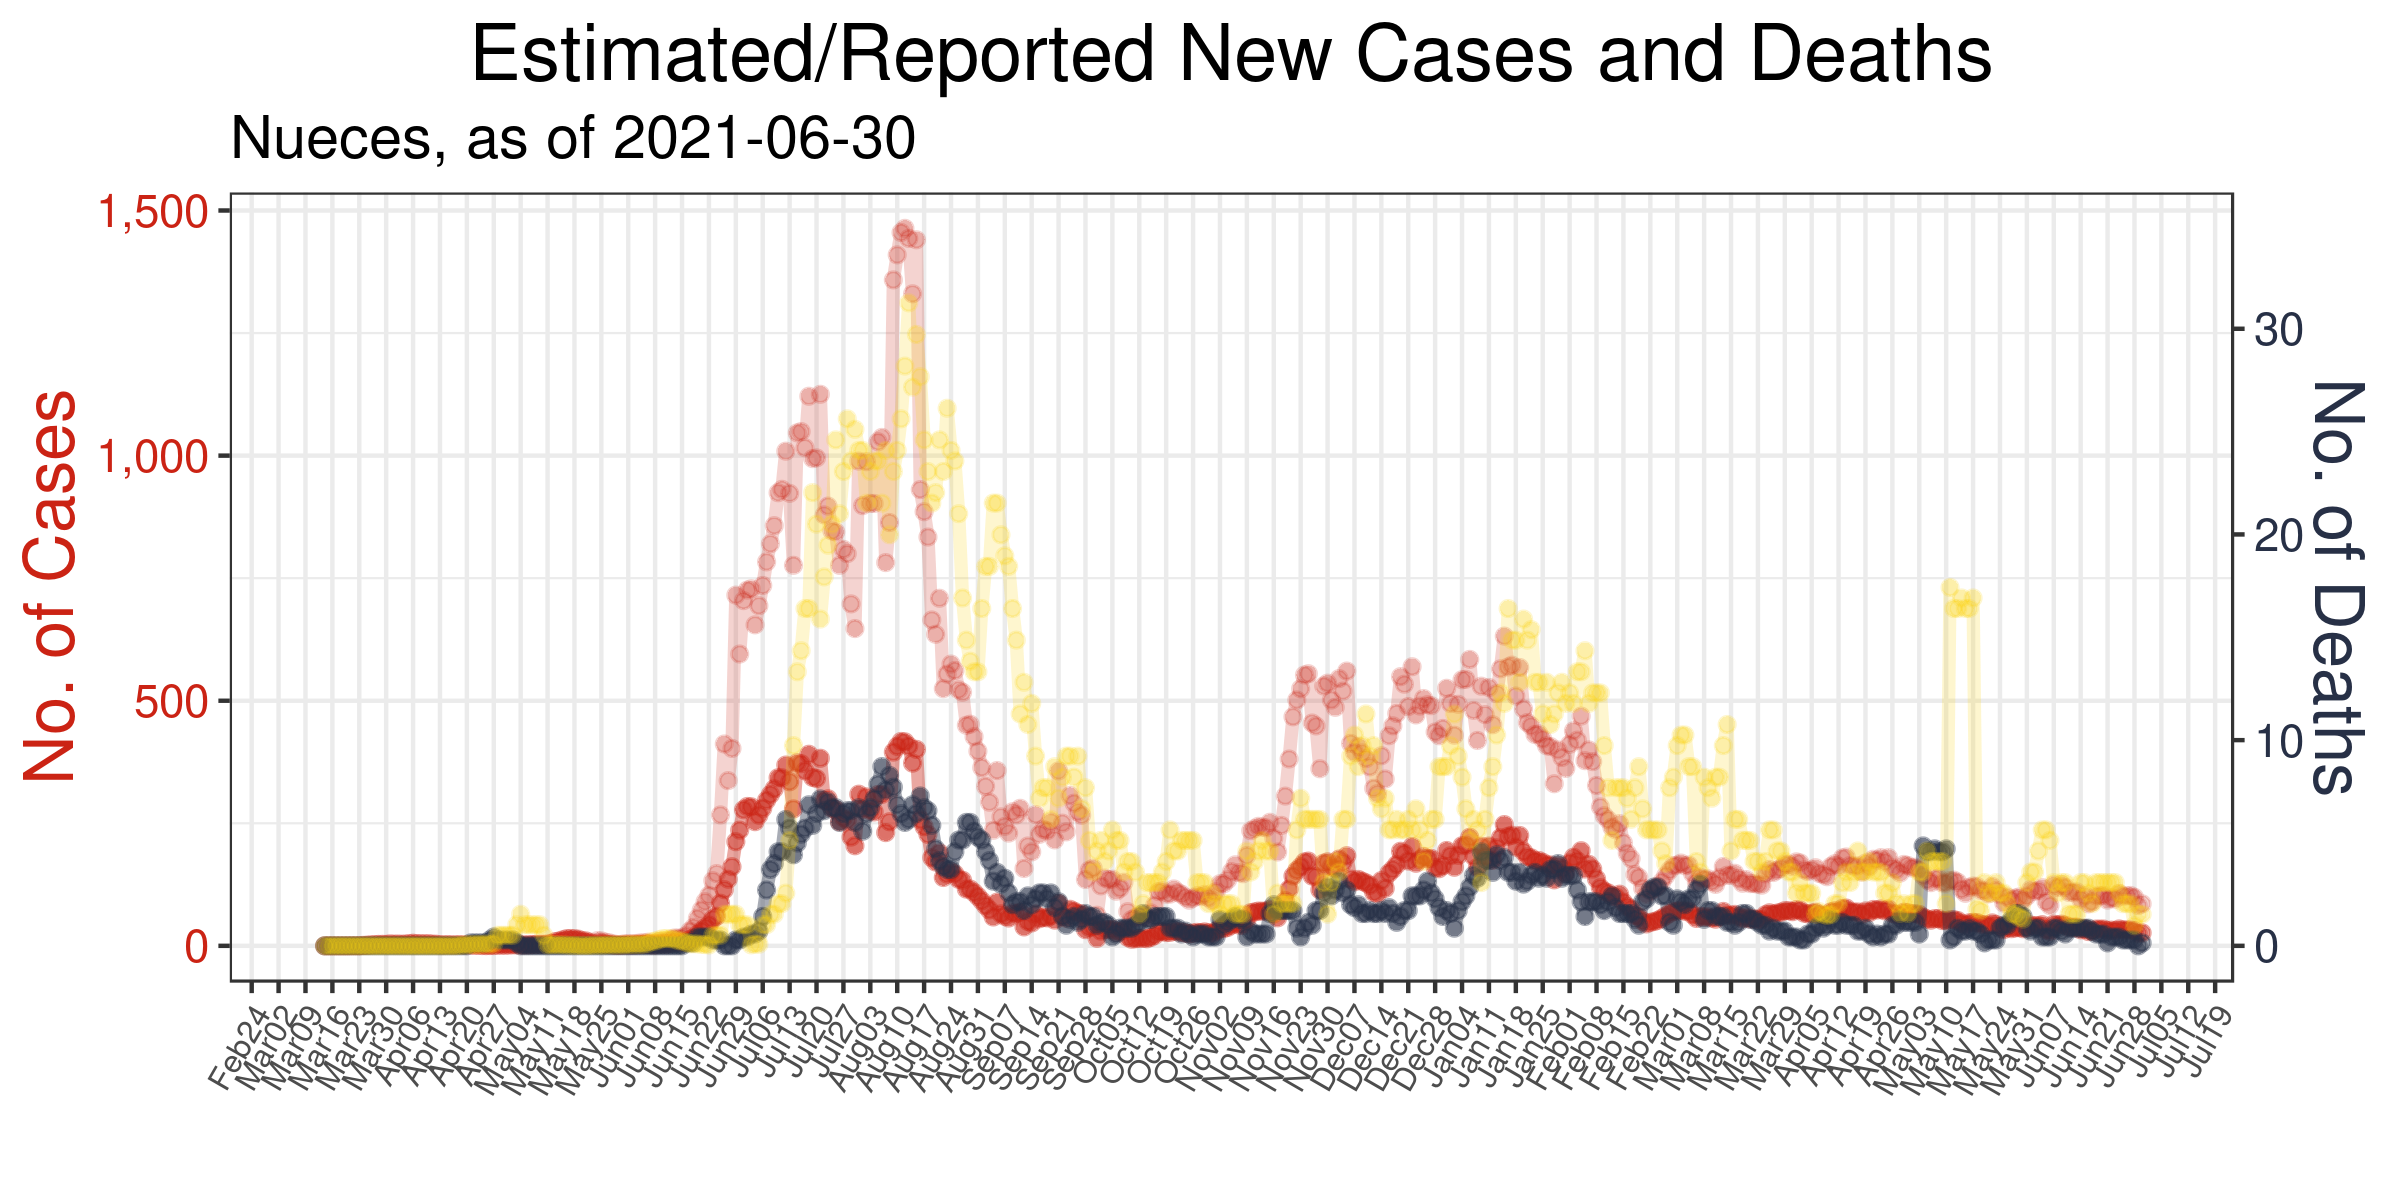 Estimated/Reported New Cases and Deaths
Nueces, as of 2021-06-30
No. of Cases
1,500
1,000
500
0
No. of Deaths
30
20
10
0
Feb24
Mar02
Mar09
Mar16
Mar23
Mar30
Apr06
Apr13
Apr20
Apr27
May04
May11
May18
May25
Jun01
Jun08
Jun15
Jun22
Jun29
Jul06
Jul13
Jul20
Jul27
Aug03
Aug10
Aug17
Aug24
Aug31
Sep07
Sep14
Sep21
Sep28
Oct05
Oct12
Oct19
Oct26
Nov02
Nov09
Nov16
Nov23
Nov30
Dec07
Dec14
Dec21
Dec28
Jan04
Jan11
Jan18
Jan25
Feb01
Feb08
Feb15
Feb22
Mar01
Mar08
Mar15
Mar22
Mar29
Apr05
Apr12
Apr19
Apr26
May03
May10
May17
May24
May31
Jun07
Jun14
Jun21
Jun28
Jul05
Jul12
Jul19